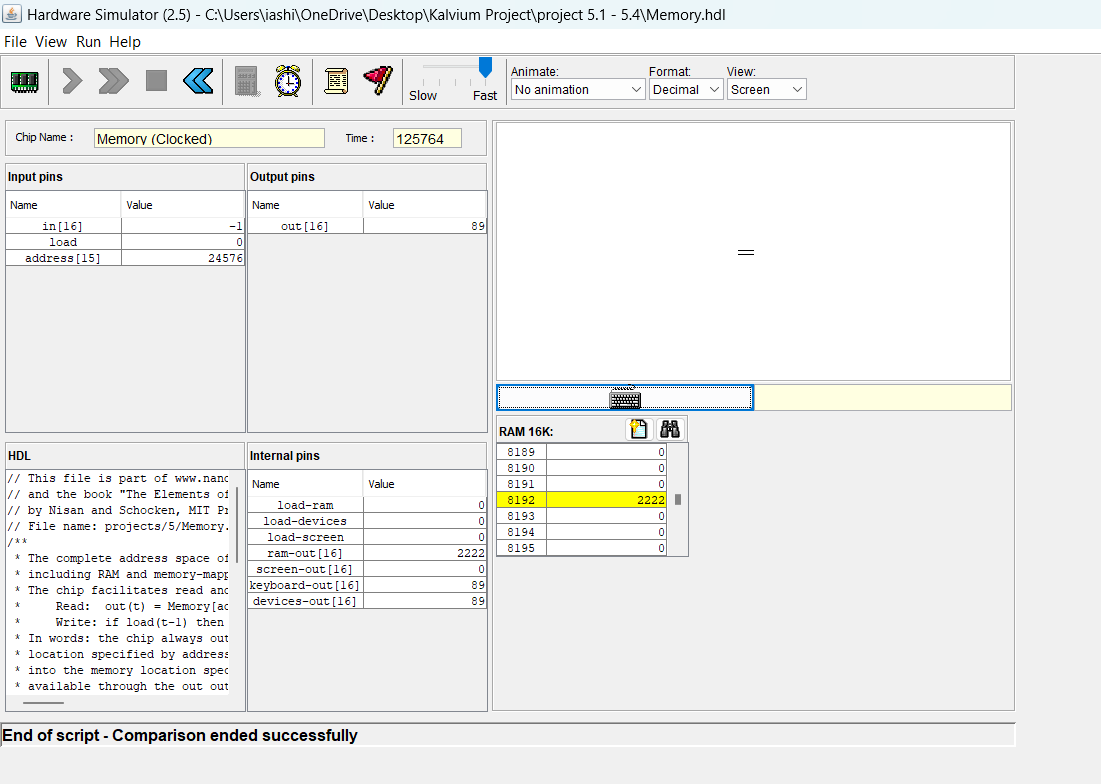 Hardware Simulator (2.5) - C:\Users\iashi\OneDrive\Desktop\Kalvium Project\project 5.1 - 5.4\Memory.hdl
File View Run Help
Slow Fast
Animate: Format: View:
No animation Decimal Screen
Chip Name : Memory (Clocked) Time : 125764
Input pins
Name Value
in[16] -1
load 0
address[15] 24576
Output pins
Name Value
out[16] 89
HDL
// This file is part of www.nand
// and the book "The Elements of
// by Nisan and Schocken, MIT Pr
// File name: projects/5/Memory.
/**
* The complete address space of
* including RAM and memory-mapp
* The chip facilitates read and
* Read: out(t) = Memory[ad
* Write: if load(t-1) then
* In words: the chip always out
* location specified by address
* into the memory location spec
* available through the out out
Internal pins
Name Value
load-ram 0
load-devices 0
load-screen 0
ram-out[16] 2222
screen-out[16] 0
keyboard-out[16] 89
devices-out[16] 89
RAM 16K:
8189 0
8190 0
8191 0
8192 2222
8193 0
8194 0
8195 0
End of script - Comparison ended successfully